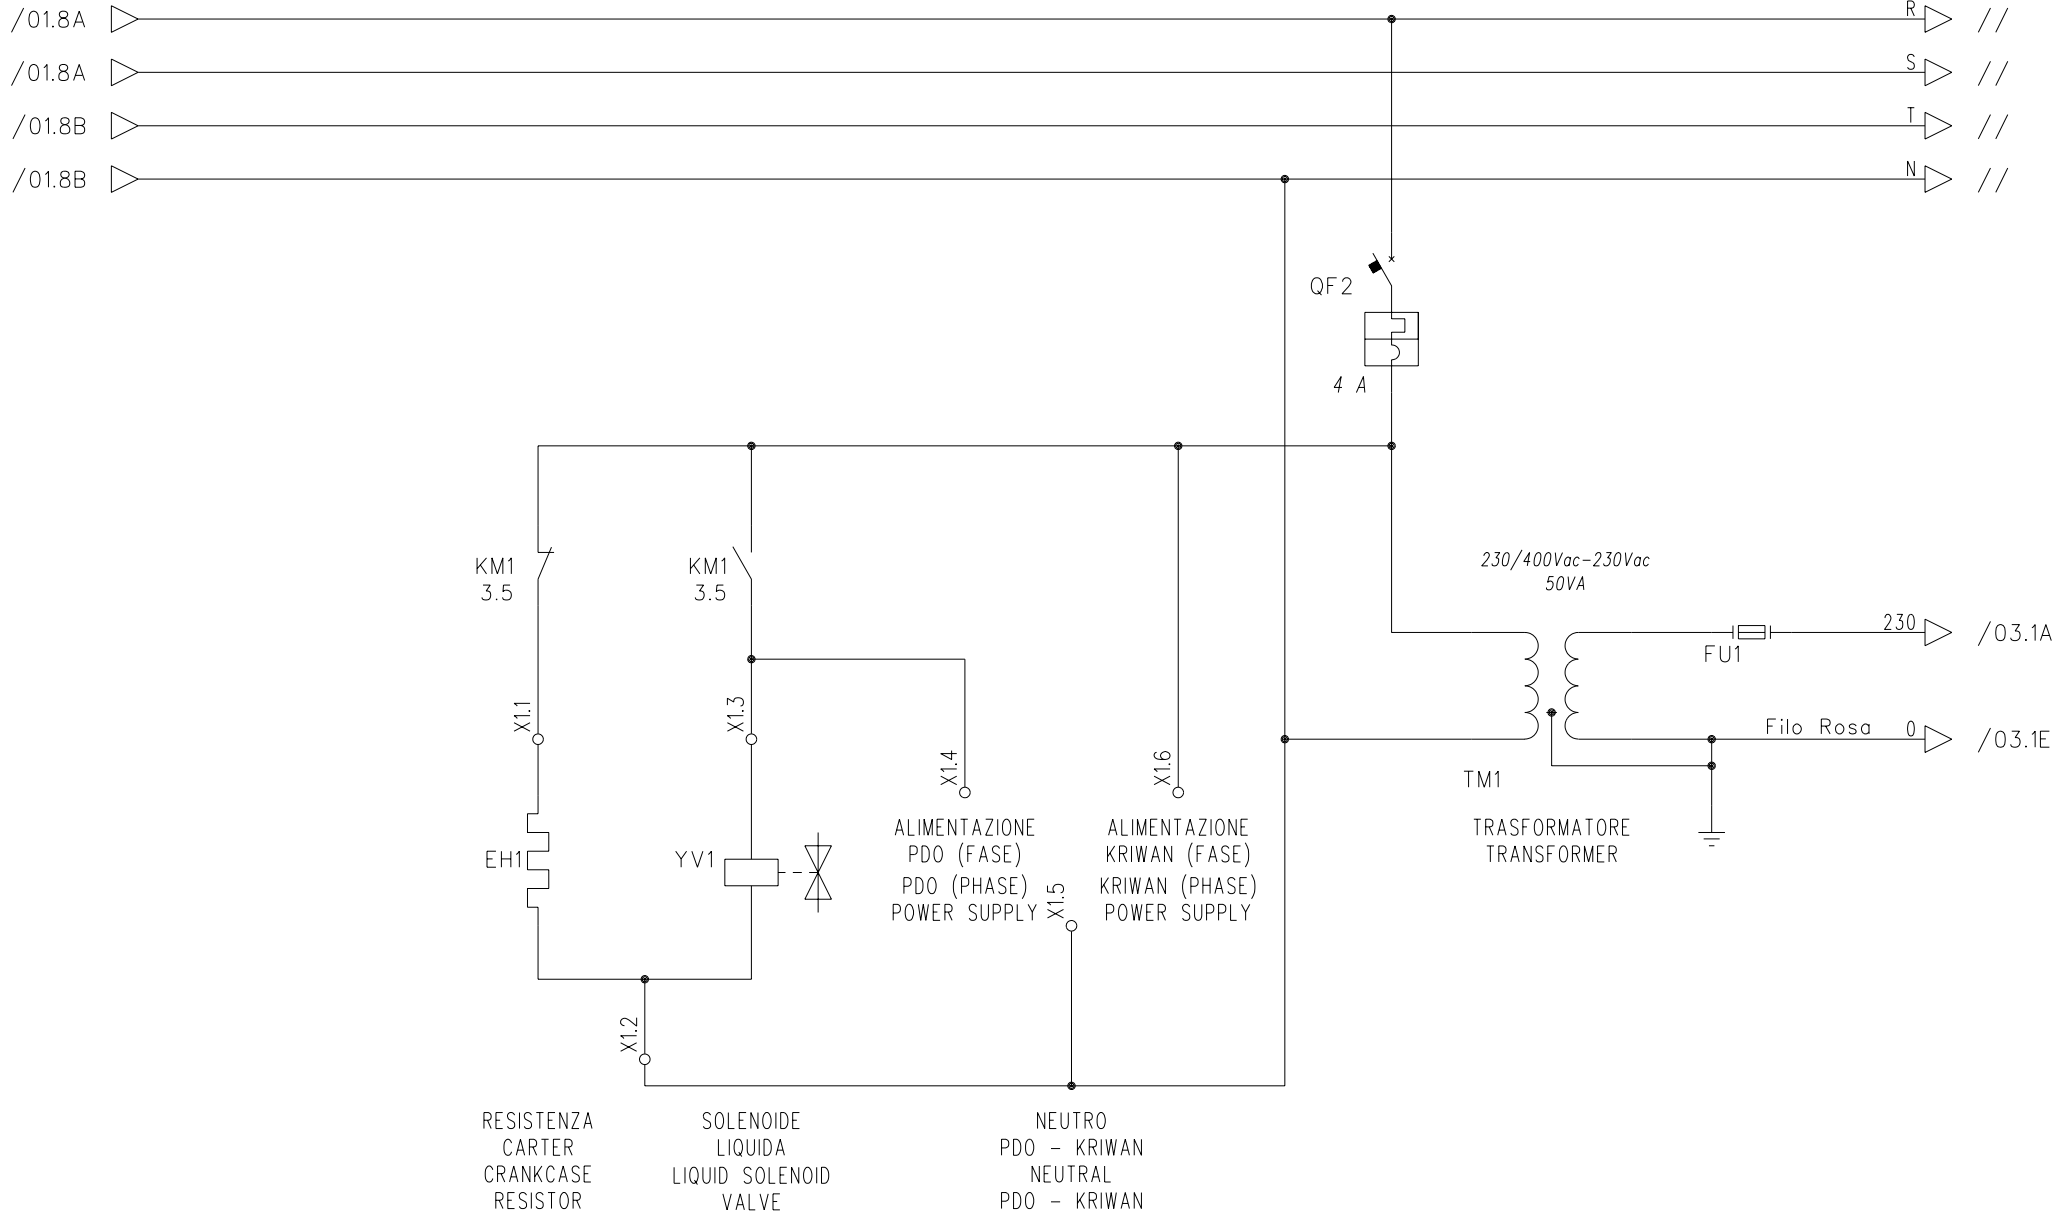 /01.8A R //
/01.8A S //
/01.8B T //
/01.8B N //
QF2
4 A
KM1
3.5
KM1
3.5
230/400Vac-230Vac
50VA
230 /03.1A
FU1
X1.1
X1.3
X1.4
X1.6
Filo Rosa 0 /03.1E
TM1
TRASFORMATORE
TRANSFORMER
EH1
YV1
ALIMENTAZIONE
PDO (FASE)
PDO (PHASE)
POWER SUPPLY
X1.5
ALIMENTAZIONE
KRIWAN (FASE)
KRIWAN (PHASE)
POWER SUPPLY
X1.2
RESISTENZA
CARTER
CRANKCASE
RESISTOR
SOLENOIDE
LIQUIDA
LIQUID SOLENOID
VALVE
NEUTRO
PDO - KRIWAN
NEUTRAL
PDO - KRIWAN